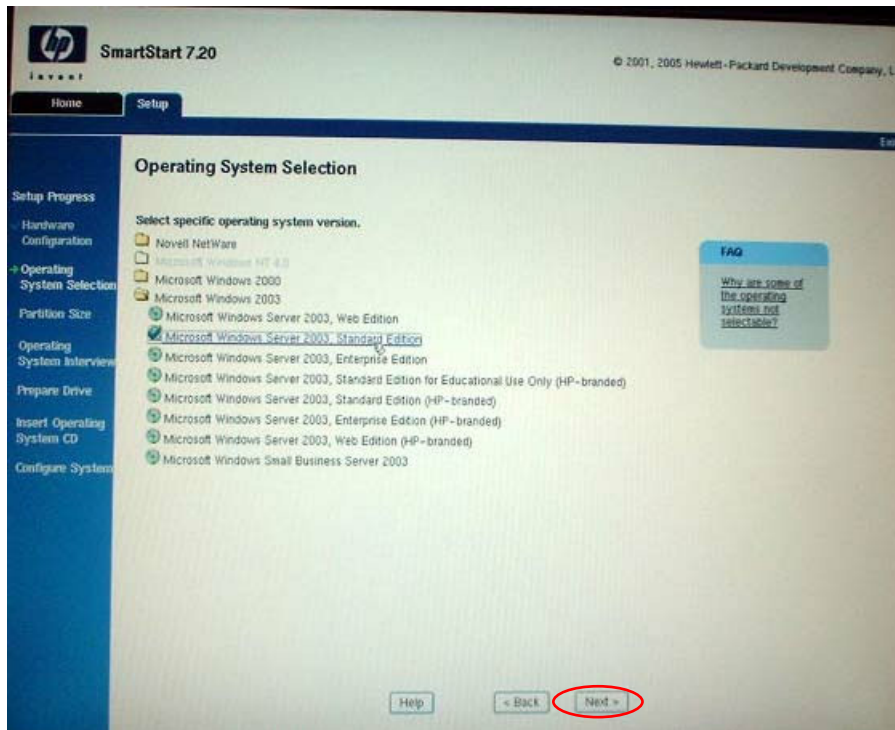 hp
invent
SmartStart 7.20
© 2001, 2005 Hewlett-Packard Development Company, L
Home
Setup
Operating System Selection
Setup Progress
Hardware
Configuration
Operating
System Selection
Partition Size
Operating
System Interview
Prepare Drive
Insert Operating
System CD
Configure System
Select specific operating system version.
Novell NetWare
Microsoft Windows NT 4.0
Microsoft Windows 2000
Microsoft Windows 2003
Microsoft Windows Server 2003, Web Edition
Microsoft Windows Server 2003, Standard Edition
Microsoft Windows Server 2003, Enterprise Edition
Microsoft Windows Server 2003, Standard Edition for Educational Use Only (HP-branded)
Microsoft Windows Server 2003, Standard Edition (HP-branded)
Microsoft Windows Server 2003, Enterprise Edition (HP-branded)
Microsoft Windows Server 2003, Web Edition (HP-branded)
Microsoft Windows Small Business Server 2003
FAQ
Why are some of
the operating
systems not
selectable?
Help
< Back
Next >